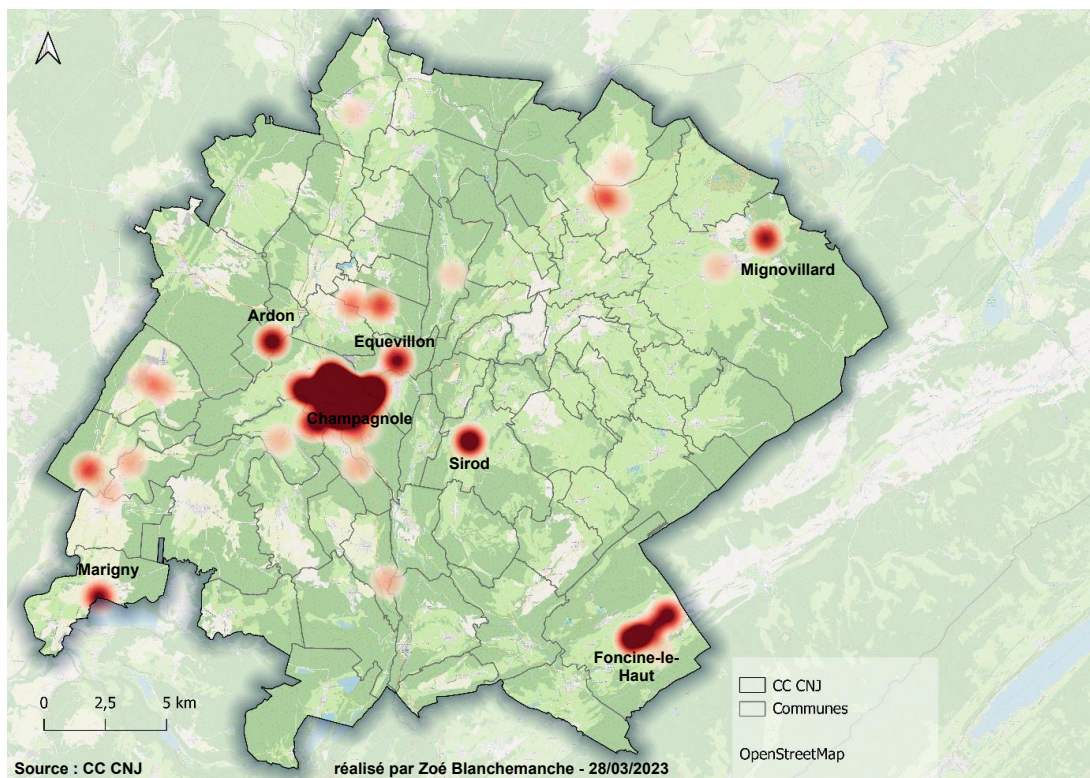 Mignovillard
Ardon
Equevillon
Champagnole
Sirod
Marigny
Foncine-le-
Haut
0 2,5 5 km
CC CNJ
Communes
OpenStreetMap
Source : CC CNJ
réalisé par Zoé Blanchemanche - 28/03/2023